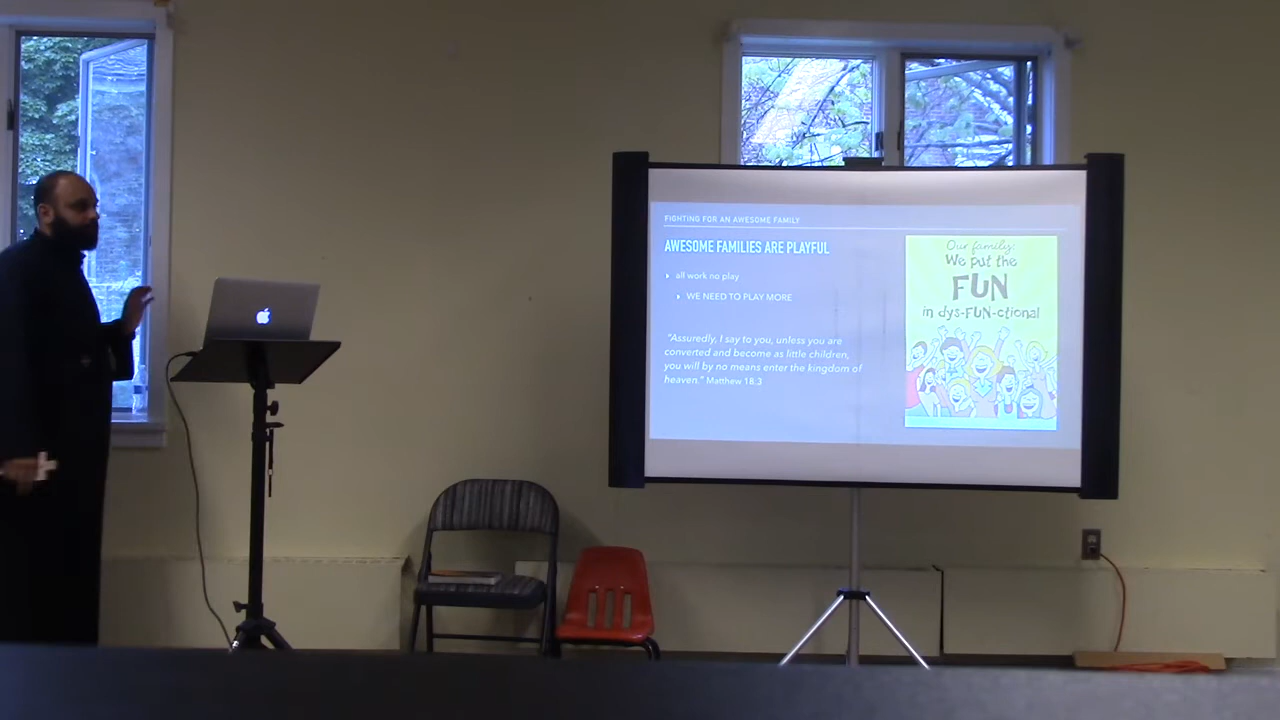 FIGHTING FOR AN AWESOME FAMILY
AWESOME FAMILIES ARE PLAYFUL
all work no play
WE NEED TO PLAY MORE
"Assuredly, I say to you, unless you are
converted and become as little children,
you will by no means enter the kingdom of
heaven." Matthew 18:3
Our family:
We put the
FUN
in dys-FUN-ctional